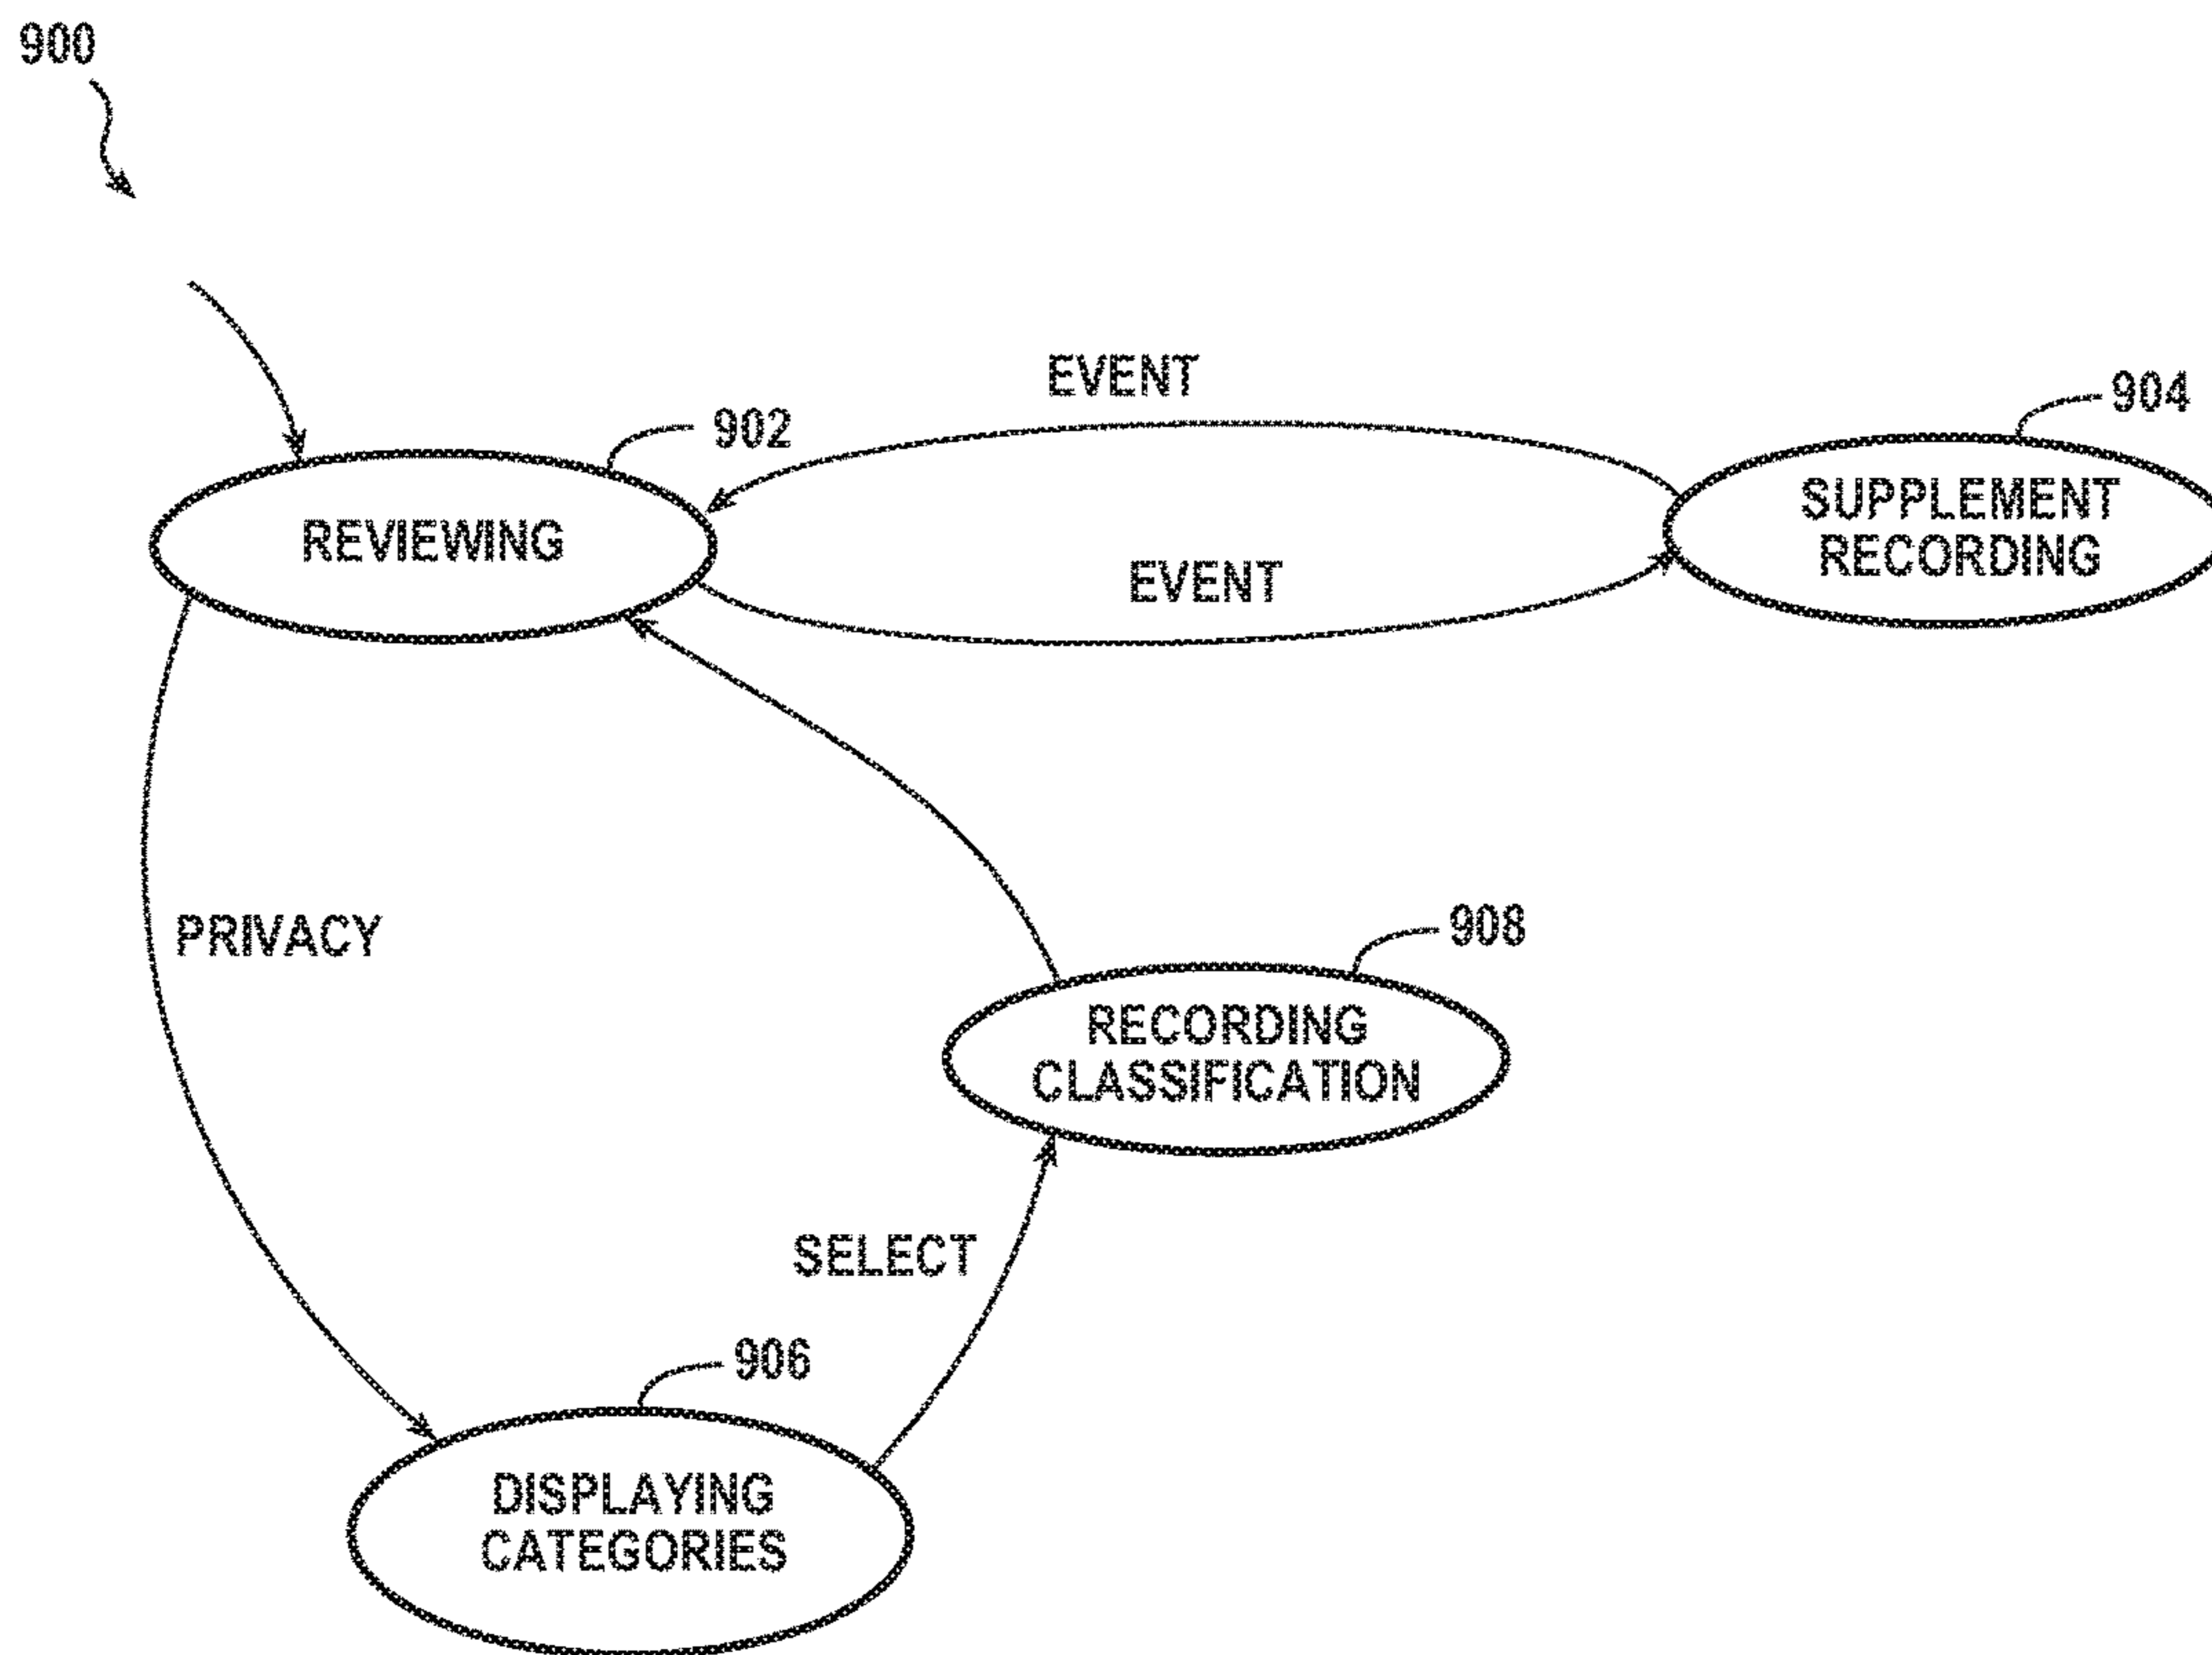 900
EVENT
904
902
SUPPLEMENT
RECORDING
REVIEWING
EVENT
PRIVACY
908
RECORDING
CLASSIFICATION
SELECT
906
DISPLAYING
CATEGORIES